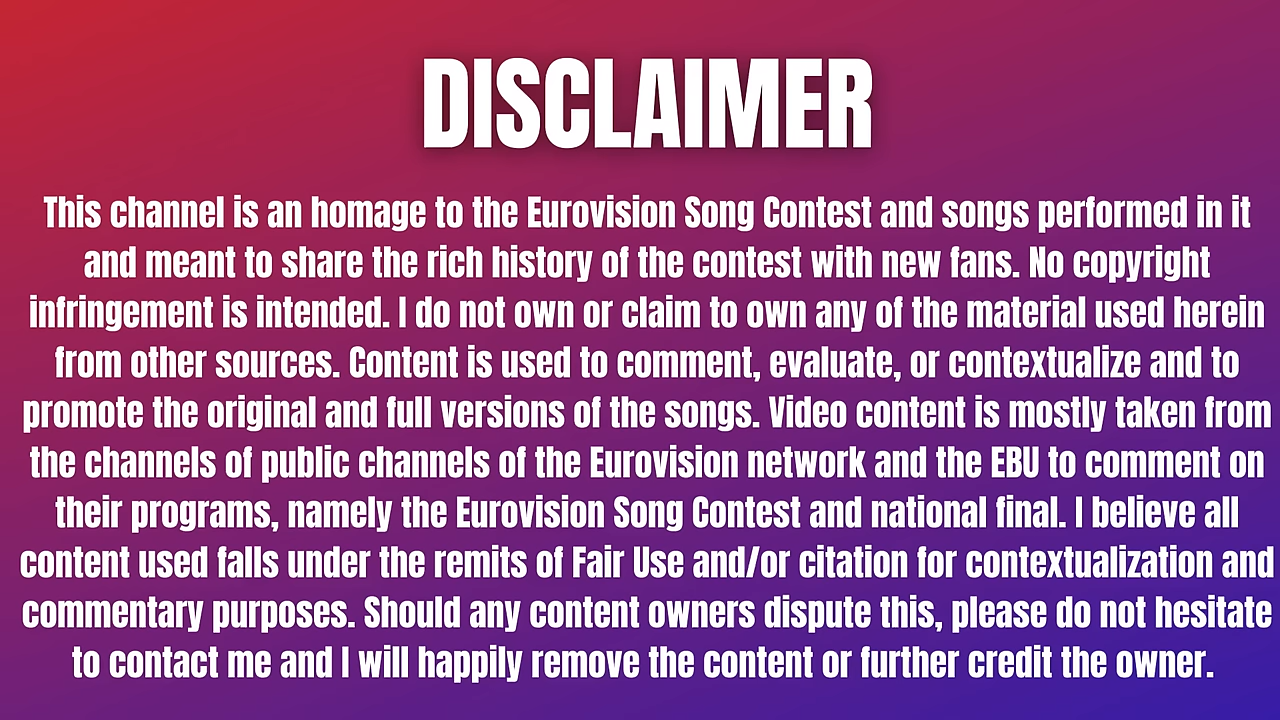 DISCLAIMER
This channel is an homage to the Eurovision Song Contest and songs performed in it
and meant to share the rich history of the contest with new fans. No copyright
infringement is intended. I do not own or claim to own any of the material used herein
from other sources. Content is used to comment, evaluate, or contextualize and to
promote the original and full versions of the songs. Video content is mostly taken from
the channels of public channels of the Eurovision network and the EBU to comment on
their programs, namely the Eurovision Song Contest and national final. I believe all
content used falls under the remits of Fair Use and/or citation for contextualization and
commentary purposes. Should any content owners dispute this, please do not hesitate
to contact me and I will happily remove the content or further credit the owner.